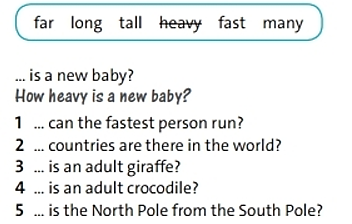 far long tall heavy fast many
... is a new baby?
How heavy is a new baby?
1 ... can the fastest person run?
2 ... countries are there in the world?
3 ... is an adult giraffe?
4 ... is an adult crocodile?
5 ... is the North Pole from the South Pole?